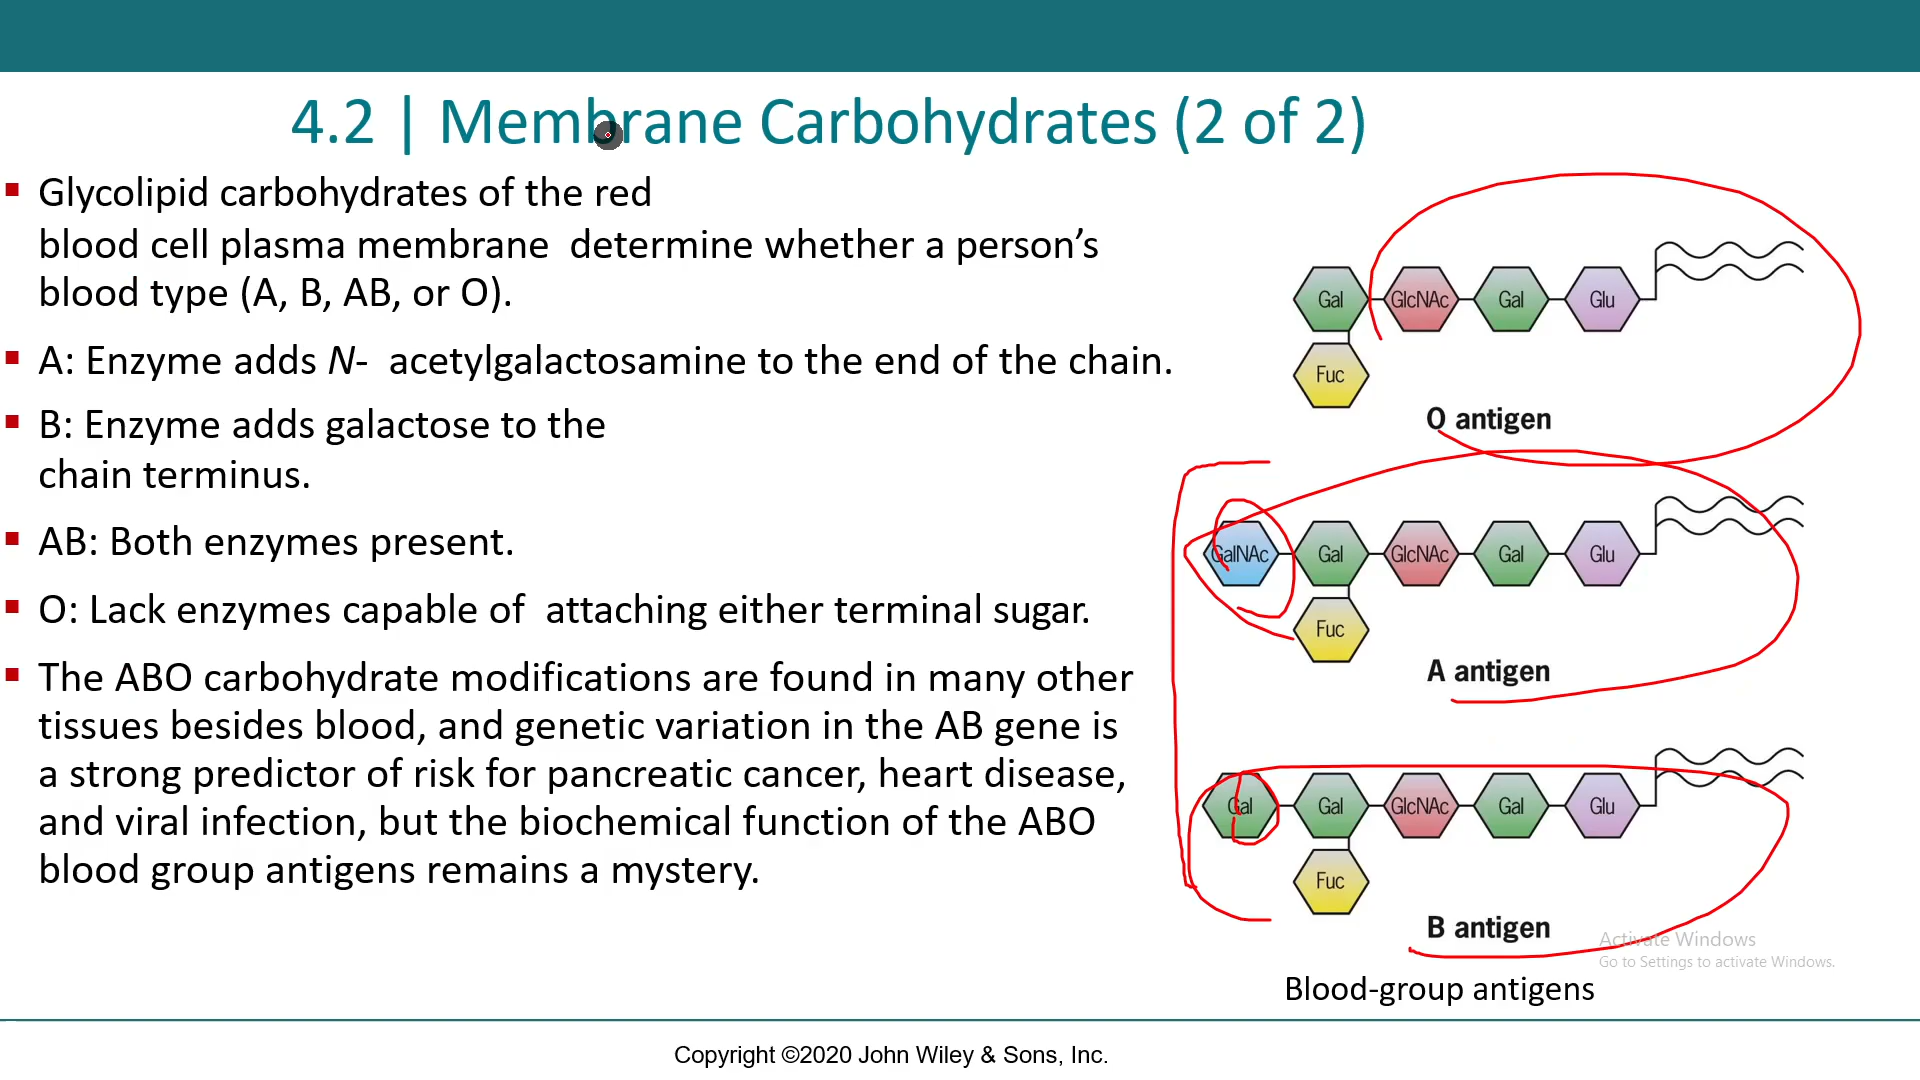 4.2 | Membrane Carbohydrates (2 of 2)
▪ Glycolipid carbohydrates of the red
blood cell plasma membrane  determine whether a person’s
blood type (A, B, AB, or O).
▪ A: Enzyme adds N-  acetylgalactosamine to the end of the chain.
▪ B: Enzyme adds galactose to the
chain terminus.
▪ AB: Both enzymes present.
▪ O: Lack enzymes capable of  attaching either terminal sugar.
▪ The ABO carbohydrate modifications are found in many other
tissues besides blood, and genetic variation in the AB gene is
a strong predictor of risk for pancreatic cancer, heart disease,
and viral infection, but the biochemical function of the ABO
blood group antigens remains a mystery.
Gal GlcNAc Gal Glu
Fuc
O antigen
GalNAc Gal GlcNAc Gal Glu
Fuc
A antigen
Gal Gal GlcNAc Gal Glu
Fuc
B antigen
Activate Windows
Go to Settings to activate Windows.
Blood-group antigens
Copyright ©2020 John Wiley & Sons, Inc.